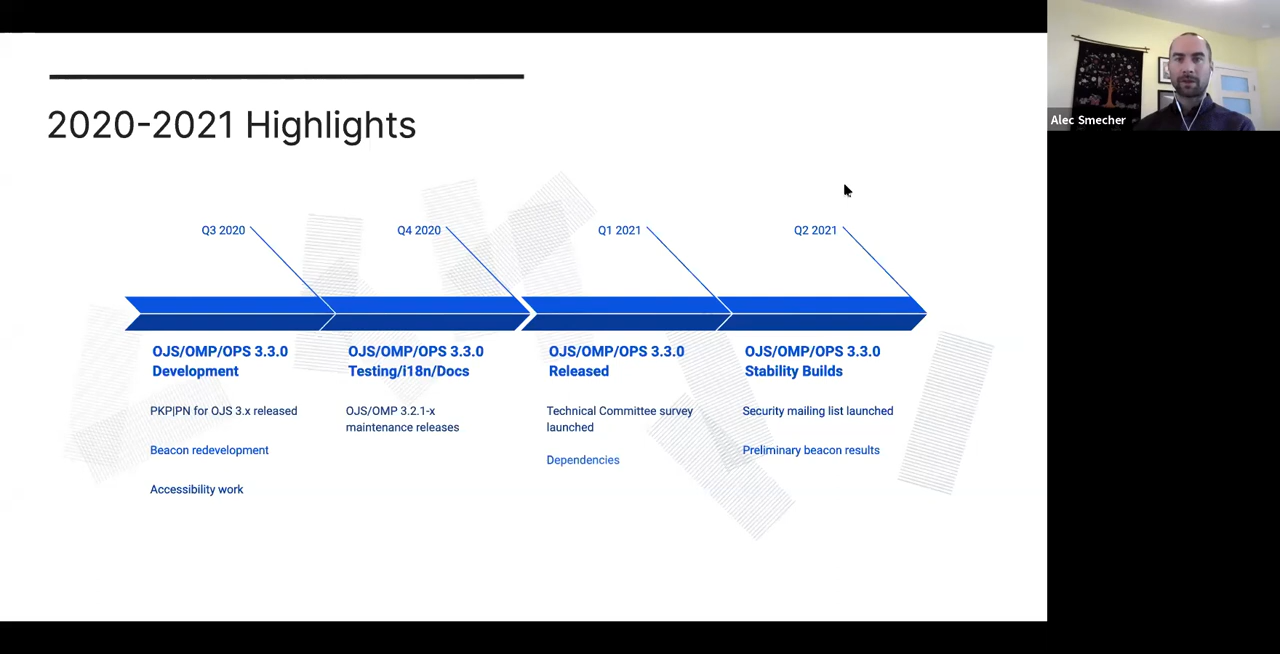 2020-2021 Highlights
Alec Smecher
Q3 2020
Q4 2020
Q1 2021
Q2 2021
OJS/OMP/OPS 3.3.0
Development
PKP|PN for OJS 3.x released
Beacon redevelopment
Accessibility work
OJS/OMP/OPS 3.3.0
Testing/i18n/Docs
OJS/OMP 3.2.1-x
maintenance releases
OJS/OMP/OPS 3.3.0
Released
Technical Committee survey
launched
Dependencies
OJS/OMP/OPS 3.3.0
Stability Builds
Security mailing list launched
Preliminary beacon results